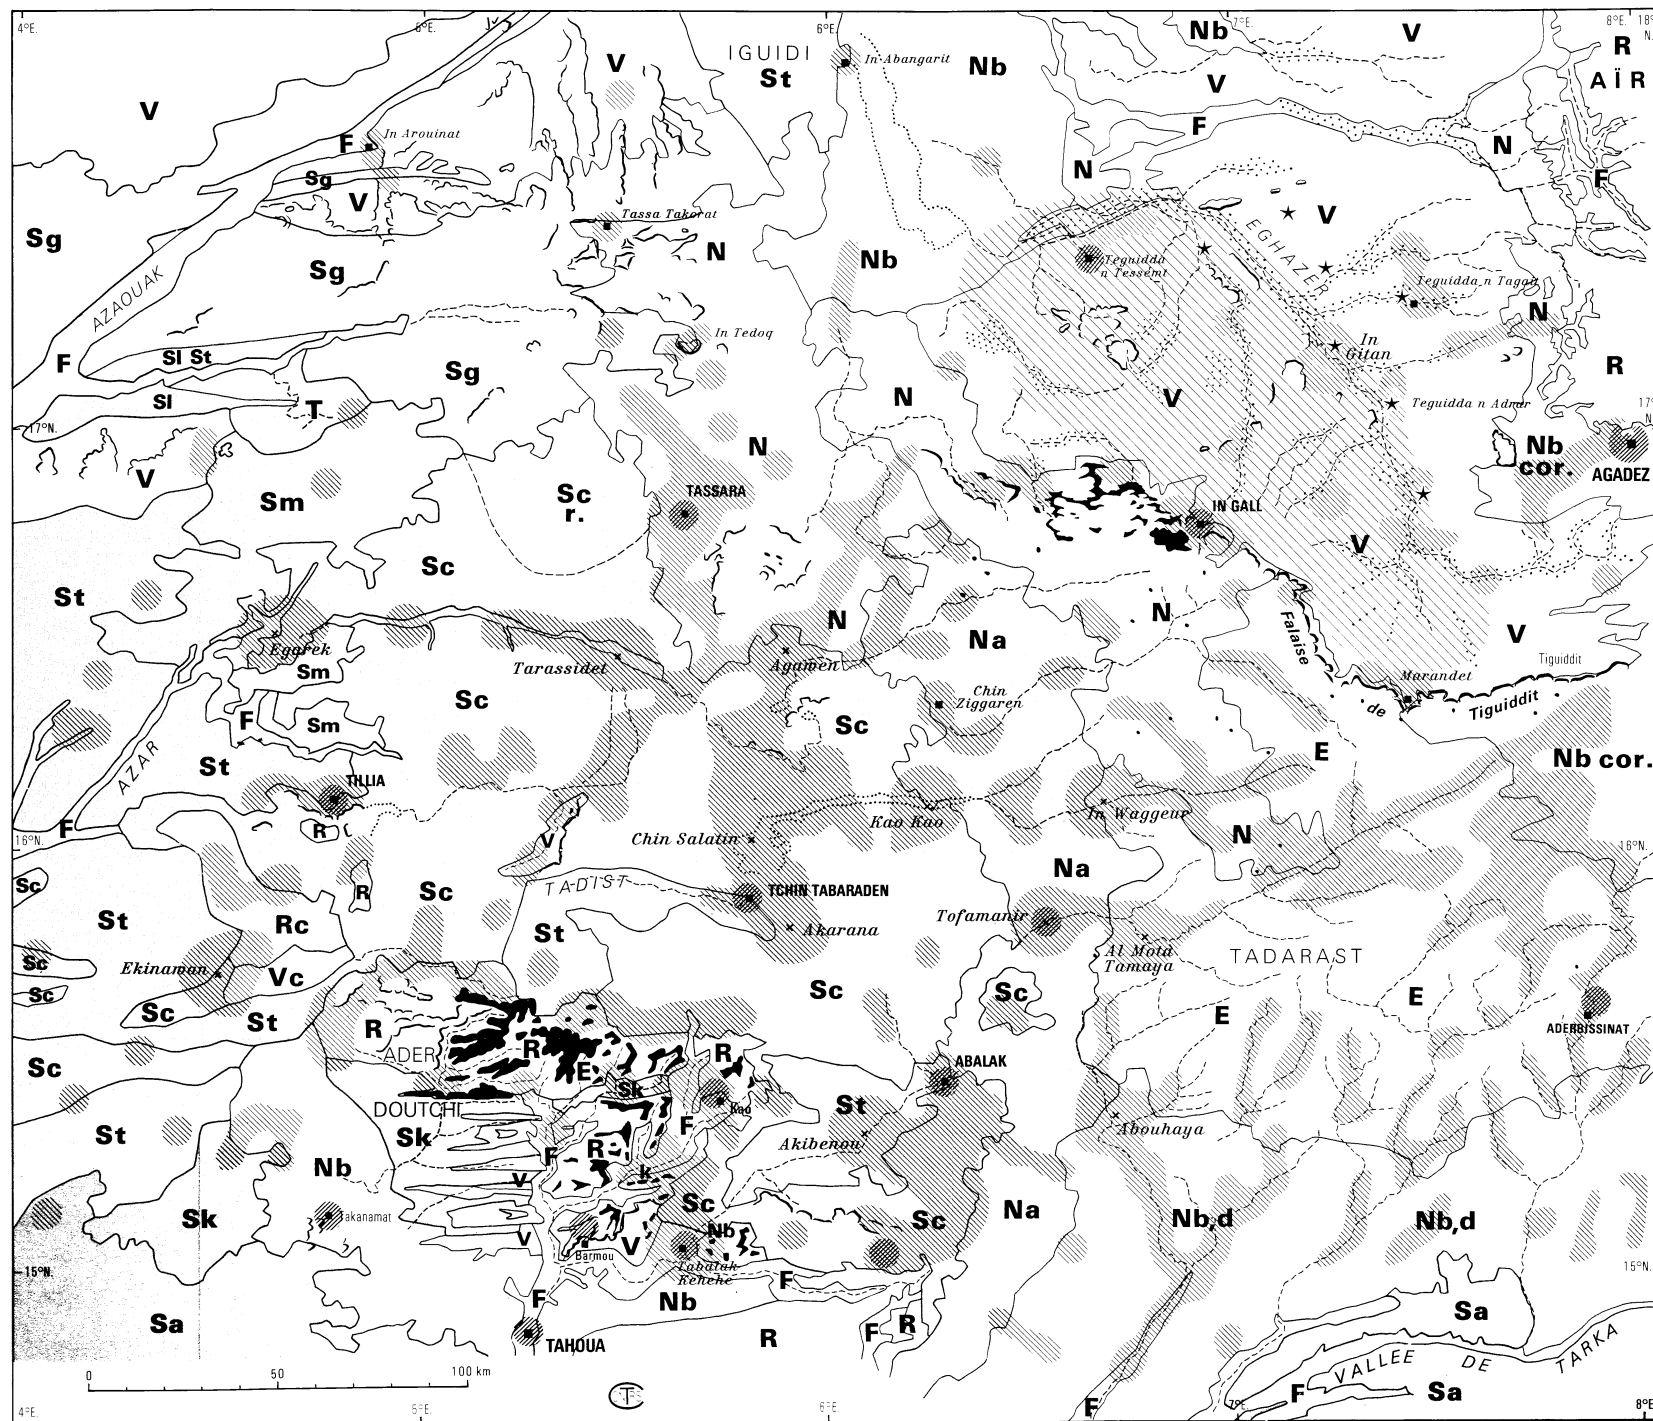 4°E.
5°E.
6°E.
7°E.
8°E. 18°
N.
V
IGUIDI
St
In Abangarit
Nb
Nb
V
V
R
AÏR
V
F
In Arouinat
Sg
V
N
F
N
F
Sg
Tassa Takorat
N
Nb
Teguidda
n Tessemt
EGHAZER
V
Teguidda n Tagaït
N
Sg
AZAOUAK
F
Sl St
Sl
T
In Tedoq
Sg
N
In
Gitan
R
V
Teguidda n Adrar
17°N.
17°
N
V
N
Nb
cor.
AGADEZ
Sm
Sc
r.
TASSARA
IN GALL
V
St
Sc
N
Na
N
Falaise
V
Egarek
Sm
Tarassidet
Agawen
Tiguiddit
Marandet
de
Tiguiddit
Sc
Chin
Ziggaren
Sc
F
Sm
St
AZAR
TILLIA
E
Nb cor.
F
R
16°N.
V
Chin Salatin
Kao Kao
In Waggeur
N
16°N.
Na
Sc
R
Sc
TADIST
TCHIN TABARADEN
Akarana
Tofamanir
Al Mota
Tamaya
TADARAST
St
Rc
St
Sc
Ekinawan
Vc
Sc
Sc
St
Sc
Sc
E
E
ADERBISSINAT
R
ADER
R
E
R
Sk
Kao
ABALAK
Sc
DOUTCHI
Sk
St
F
Akibenou
Abouhaya
St
Nb
F
R
k
V
Sc
Sc
Na
Nb,d
Nb,d
Sk
Takanamat
V
Barmou
V
Nb
Tabalak
Kehehe
15°N.
15°N.
F
F
Nb
Sa
TAHOUA
R
F
R
Sa
VALLEE DE TARKA
F
Sa
F
0
50
100 km
4°E.
5°E.
6°E.
7°E.
8°E